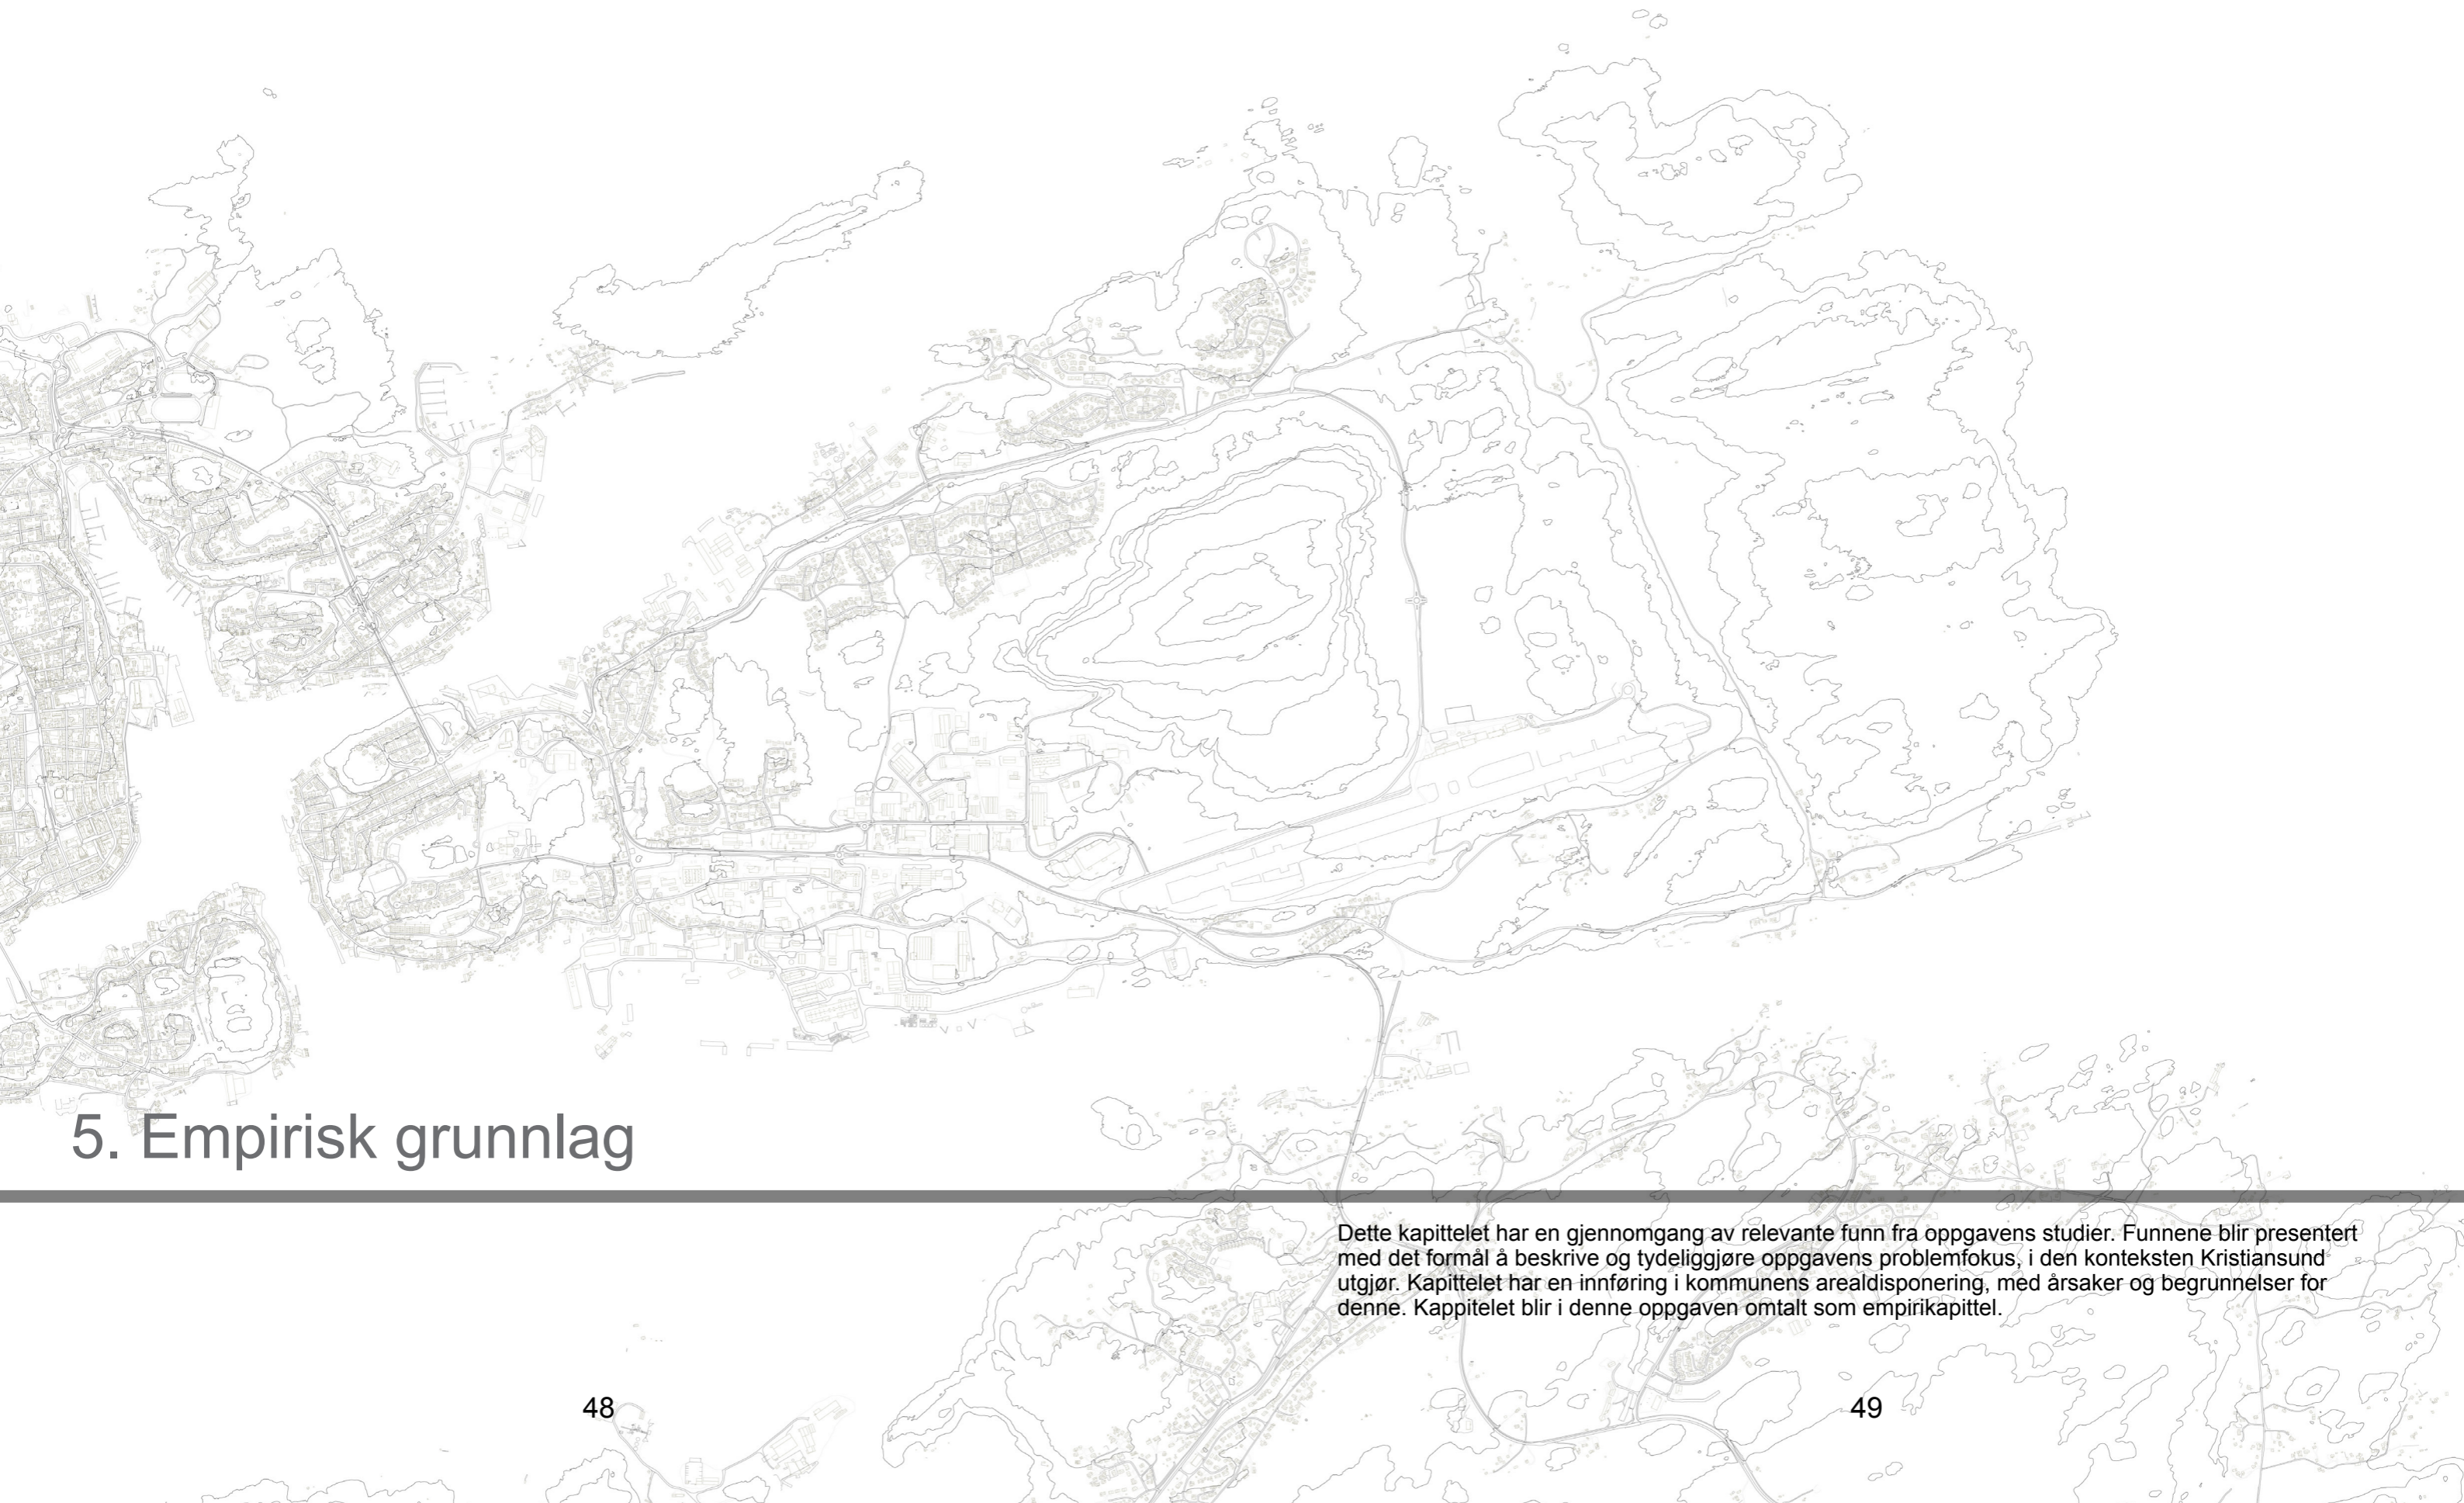 5. Empirisk grunnlag
Dette kapittelet har en gjennomgang av relevante funn fra oppgavens studier. Funnene blir presentert
med det formål å beskrive og tydeliggjøre oppgavens problemfokus, i den konteksten Kristiansund
utgjør. Kapittelet har en innføring i kommunens arealdisponering, med årsaker og begrunnelser for
denne. Kappitelet blir i denne oppgaven omtalt som empirikapittel.
48
49